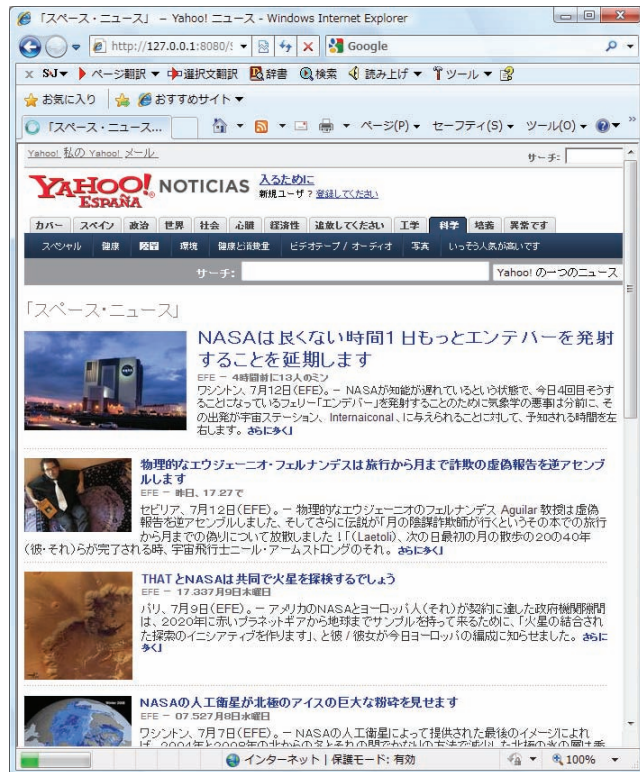 「スペース・ニュース」 － Yahoo! ニュース - Windows Internet Explorer
http://127.0.0.1:8080/ Google
ページ翻訳 選択文翻訳 辞書 検索 読み上げ ツール
お気に入り おすすめサイト
「スペース・ニュース... ページ(P) セーフティ(S) ツール(O)
Yahoo! 私の Yahoo! メール
サーチ:
YAHOO! NOTICIAS 入るために
ESPAÑA 新規ユーザ? 登録してください
カバー スペイン 政治 世界 社会 心臓 経済性 追放してください 工学 科学 培養 異常です
スペシャル 健康 環境 健康と消費量 ビデオテープ / オーディオ 写真 いっそう人気が高いです
サーチ: Yahoo! の一つのニュース
「スペース・ニュース」
NASAは良くない時間1日もっとエンデバーを発射
することを延期します
EFE － 4時間前に13人のミン
ワシントン、7月12日(EFE)。－ NASAが知能が遅れているという状態で、今日4回目そうす
ることになっているフェリー「エンデバー」を発射することのために気象学の悪事は分前に、そ
の出発が宇宙ステーション、Internaiconal、に与えられることに対して、予知される時間を左
右します。 さらに多く」
物理的なエウジェーニオ・フェルナンデスは旅行から月まで詐欺の虚偽報告を逆アセンブ
ルします
EFE － 昨日、17.27で
セビリア、7月12日(EFE)。－ 物理的なエウジェーニオのフェルナンデス Aguilar 教授は虚偽
報告を逆アセンブルしました、そしてさらに伝説が「月の陰謀詐欺師が行くというその本での旅行
から月までの偽りについて放散しました!「(Laetoli)、次の日最初の月の散歩の20の40年
(彼・それ)らが完了される時、宇宙飛行士ニール・アームストロングのそれ。 さらに多く」
THAT とNASAは共同で火星を探検するでしょう
EFE － 17.337月9日木曜日
パリ、7月9日(EFE)。－ アメリカのNASAとヨーロッパ人(それ)が契約に達した政府機関隙間
は、2020年に赤いプラネットギアから地球までサンプルを持って来るために、「火星の結合され
た探索のイニシアティブを作ります」、と彼 / 彼女が今日ヨーロッパの編成に知らせました。 さらに
多く」
NASAの人工衛星が北極のアイスの巨大な粉砕を見せます
EFE － 07.527月8日水曜日
ワシントン、7月7日(EFE)。－ NASAの人工衛星によって提供された最後のイメージによれ
インターネット | 保護モード: 有効 100%